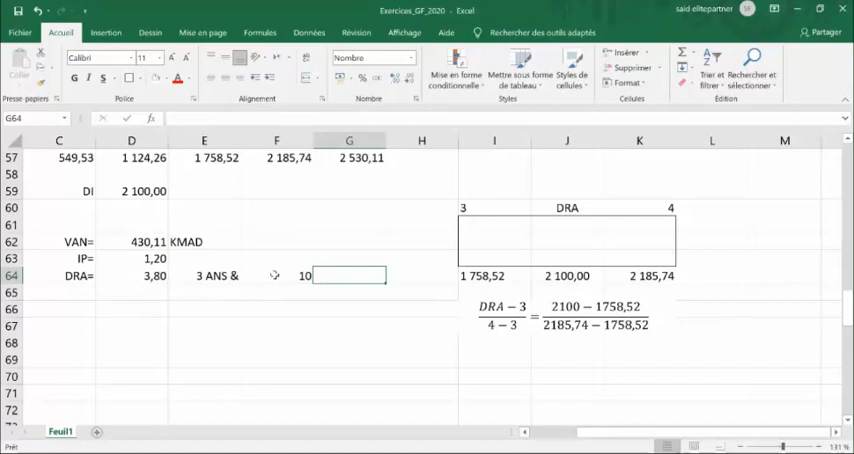 Exercices_GF_2020 - Excel
said elitepartner
SE
Fichier Accueil Insertion Dessin Mise en page Formules Données Révision Affichage Aide Rechercher des outils adaptés Partager
Calibri 11 A A
Nombre
Insérer
Supprimer
Format
Coller
G I S
% 000
Mise en forme conditionnelle
Mettre sous forme de tableau
Styles de cellules
Trier et filtrer
Rechercher et sélectionner
Presse-papiers Police Alignement Nombre Styles Cellules Édition
G64 fx
C D E F G H I J K L M
57 549,53 1 124,26 1 758,52 2 185,74 2 530,11
58
59 DI 2 100,00
60 3 DRA 4
61
62 VAN= 430,11 KMAD
63 IP= 1,20
64 DRA= 3,80 3 ANS & 10 1 758,52 2 100,00 2 185,74
65
66 DRA − 3 2100 − 1758,52
=
67 4 − 3 2185,74 − 1758,52
68
69
70
71
72
Feuil1
Prêt 131 %